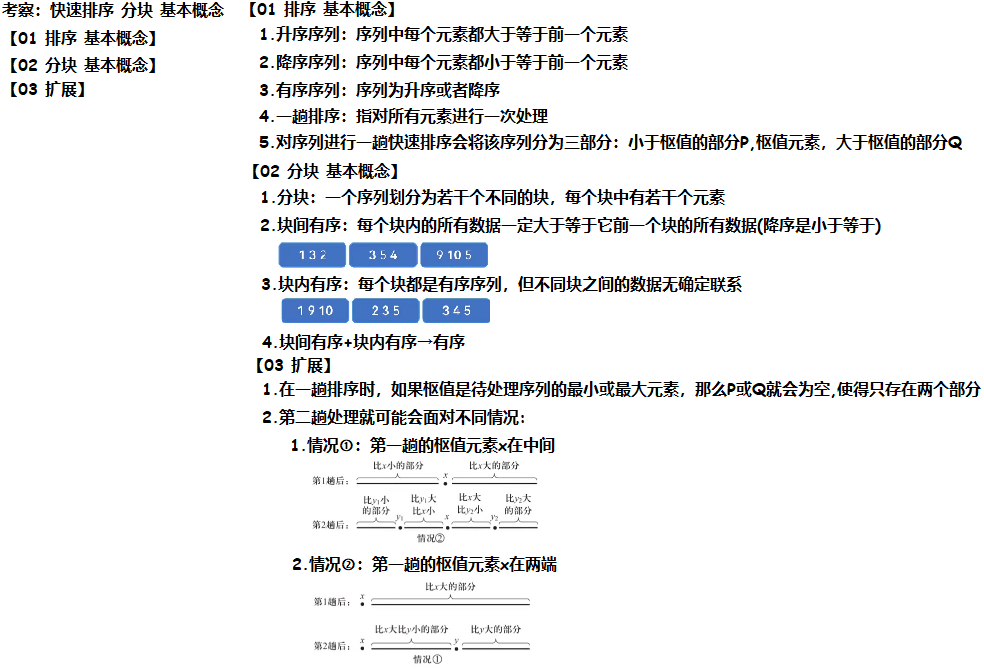 考察：快速排序 分块 基本概念
【01 排序 基本概念】
【02 分块 基本概念】
【03 扩展】
【01 排序 基本概念】
1.升序序列：序列中每个元素都大于等于前一个元素
2.降序序列：序列中每个元素都小于等于前一个元素
3.有序序列：序列为升序或者降序
4.一趟排序：指对所有元素进行一次处理
5.对序列进行一趟快速排序会将该序列分为三部分：小于枢值的部分P,枢值元素，大于枢值的部分Q
【02 分块 基本概念】
1.分块：一个序列划分为若干个不同的块，每个块中有若干个元素
2.块间有序：每个块内的所有数据一定大于等于它前一个块的所有数据(降序是小于等于)
1 3 2 3 5 4 9 10 5
3.块内有序：每个块都是有序序列，但不同块之间的数据无确定联系
1 9 10 2 3 5 3 4 5
4.块间有序+块内有序→有序
【03 扩展】
1.在一趟排序时，如果枢值是待处理序列的最小或最大元素，那么P或Q就会为空,使得只存在两个部分
2.第二趟处理就可能会面对不同情况：
1.情况①：第一趟的枢值元素x在中间
比x小的部分 比x大的部分
第1趟后： x
比y₁小 比y₁大 比x大 比y₂大
的部分 比x小 比y₂小 的部分
第2趟后： y₁ x y₂
情况②
2.情况②：第一趟的枢值元素x在两端
比x大的部分
第1趟后： x
比x大比y小的部分 比y大的部分
第2趟后： x y
情况①